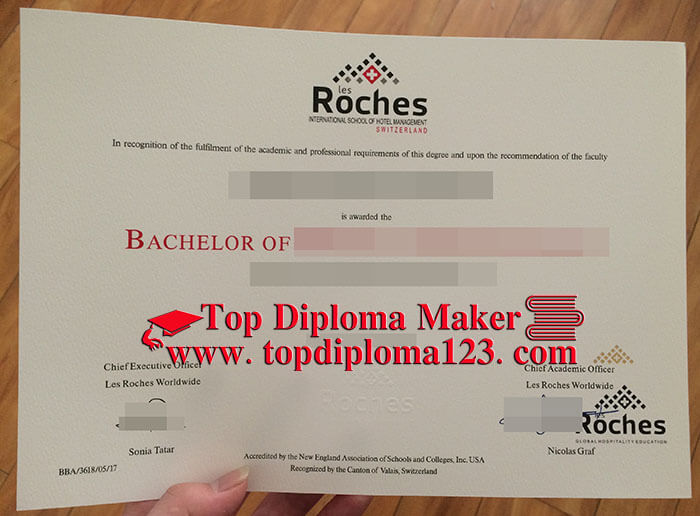 les
Roches
INTERNATIONAL SCHOOL OF HOTEL MANAGEMENT
SWITZERLAND
In recognition of the fulfilment of the academic and professional requirements of this degree and upon the recommendation of the faculty
is awarded the
BACHELOR OF
Top Diploma Maker
www. topdiploma123. com
Chief Executive Officer
Les Roches Worldwide
Chief Academic Officer
Les Roches Worldwide
Roches
Sonia Tatar
Nicolas Graf
Roches
GLOBAL HOSPITALITY EDUCATION
Accredited by the New England Association of Schools and Colleges, Inc. USA
Recognized by the Canton of Valais, Switzerland
BBA/3618/05/17